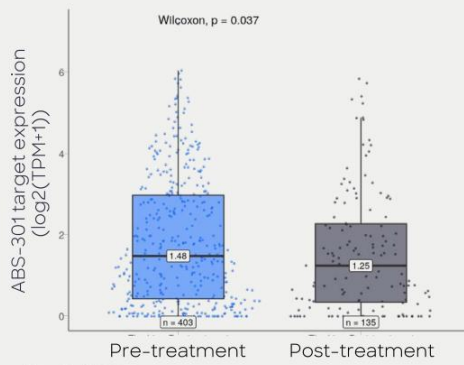 Wilcoxon, p = 0.037
ABS-301 target expression
(log2(TPM+1))
6
4
2
0
1.48
1.25
n = 403
n = 135
Pre-treatment
Post-treatment